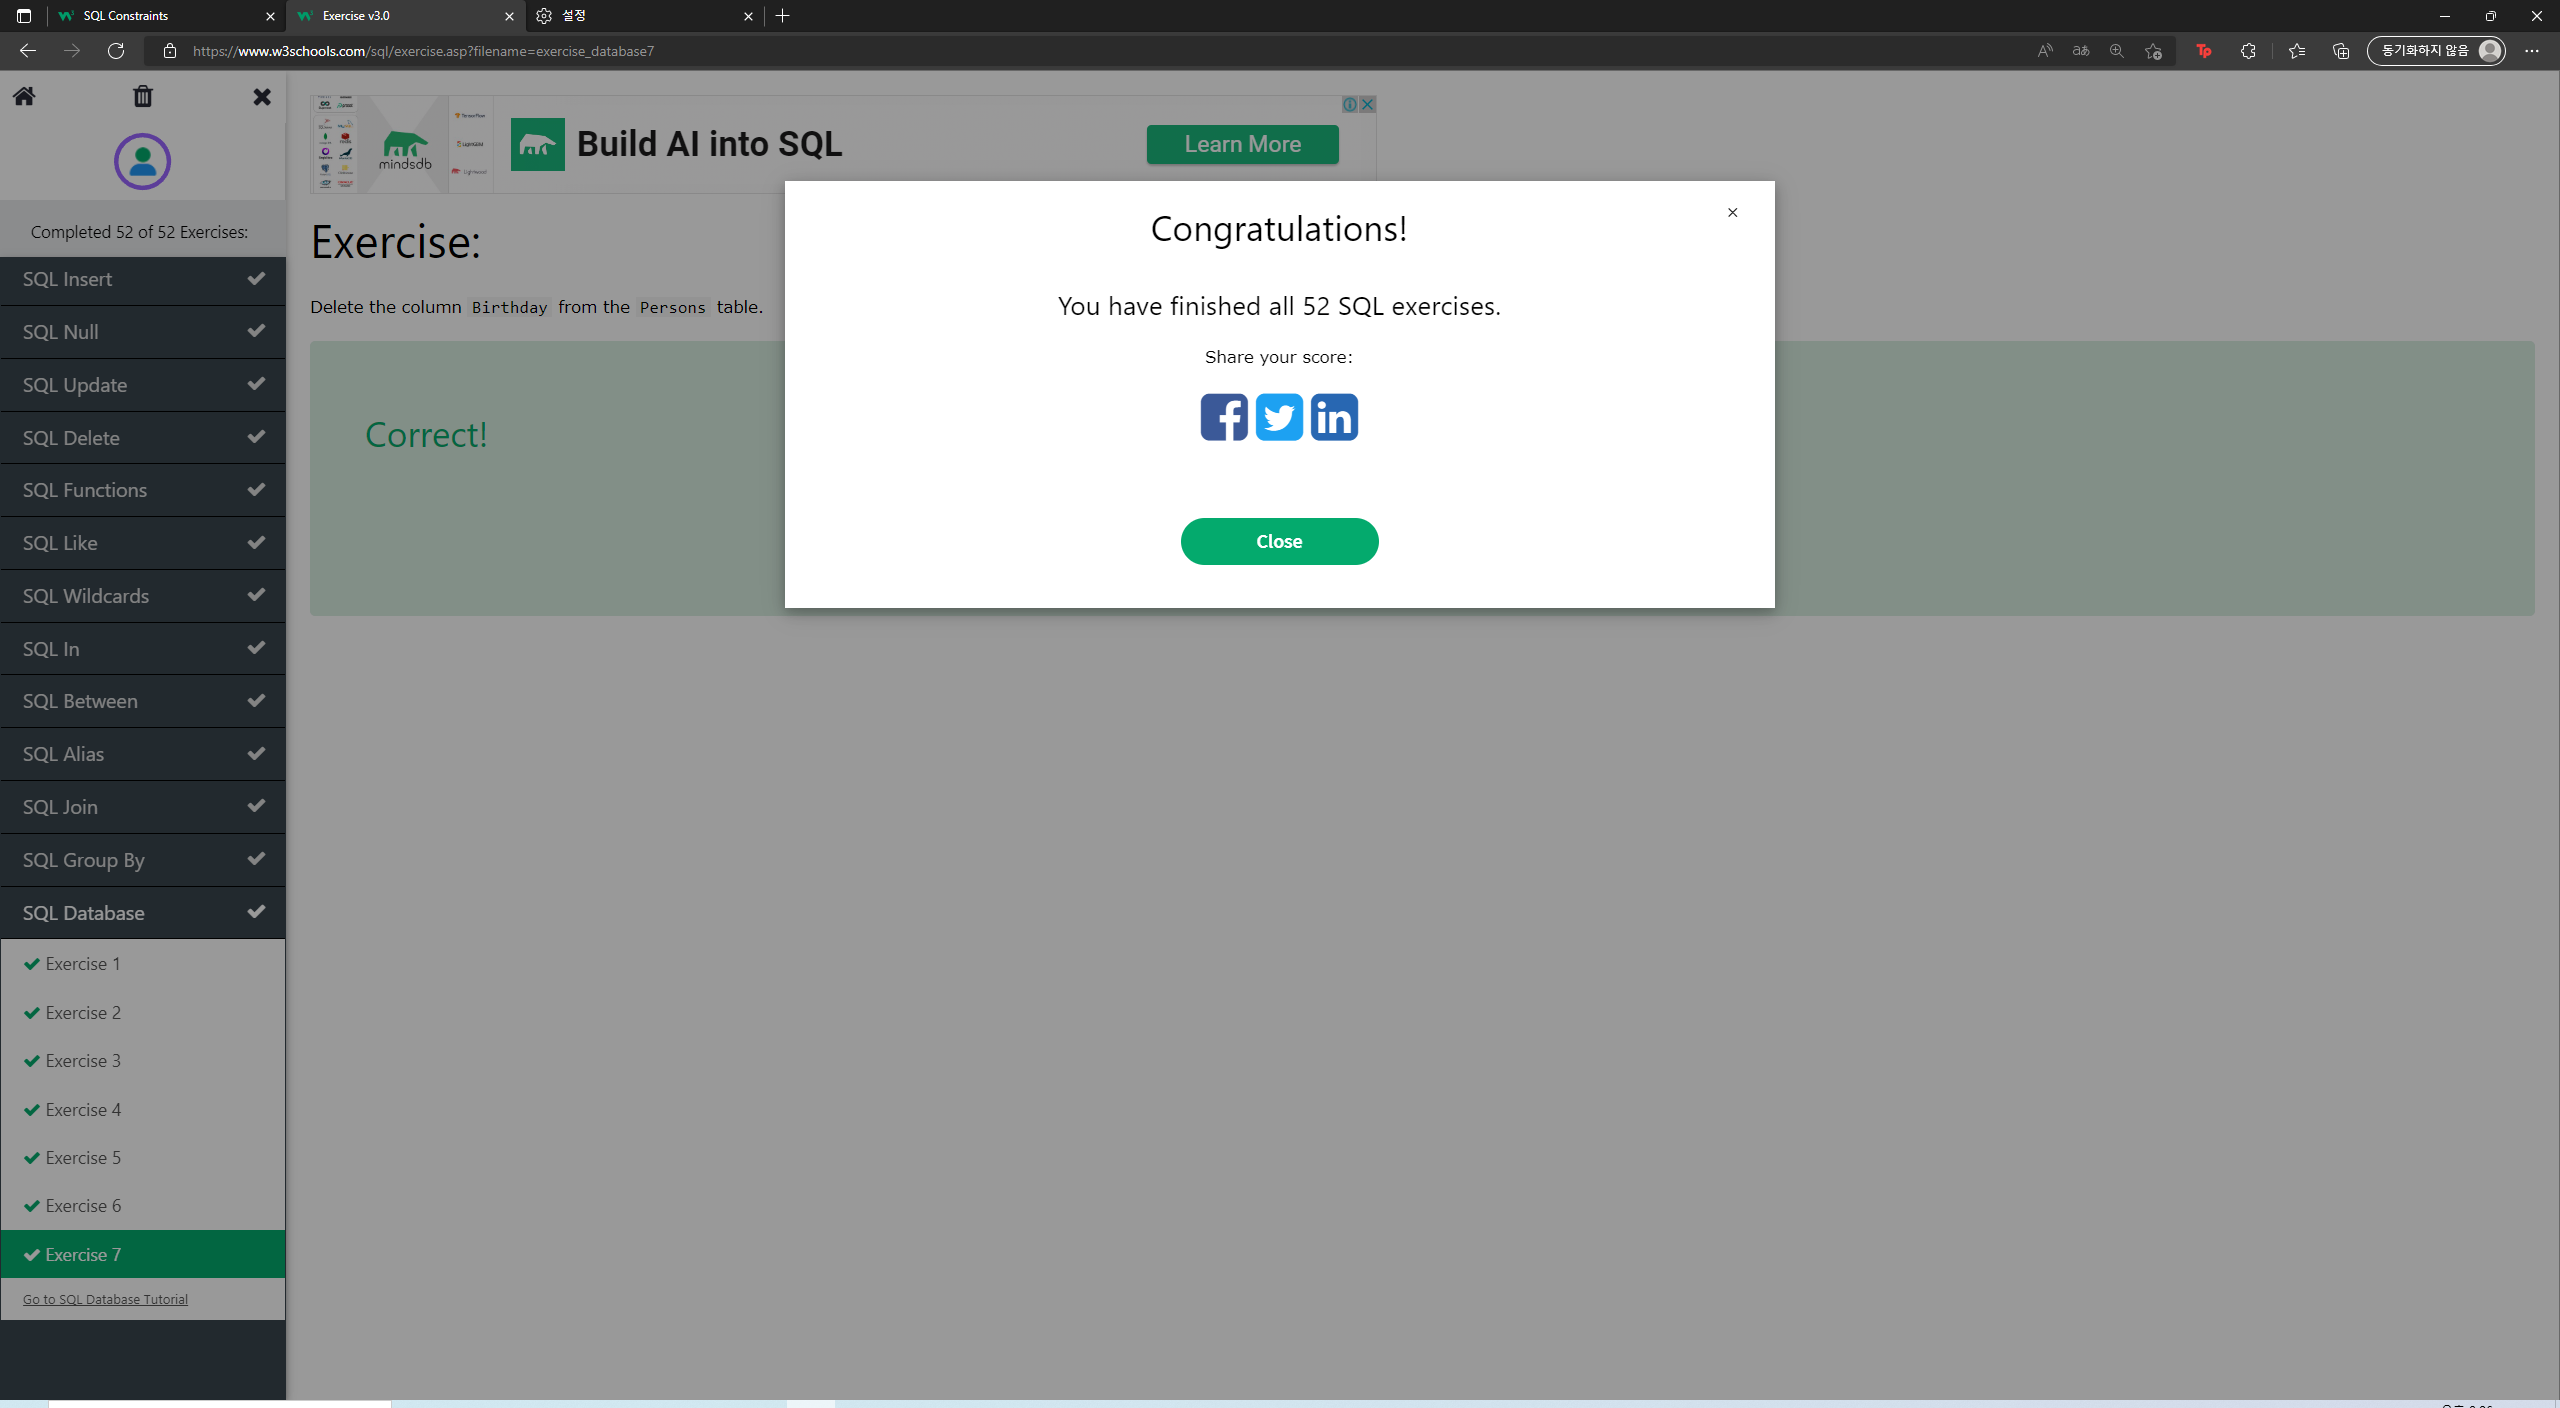 SQL Constraints
Exercise v3.0
설정
https://www.w3schools.com/sql/exercise.asp?filename=exercise_database7
동기화하지 않음
Completed 52 of 52 Exercises:
SQL Insert
SQL Null
SQL Update
SQL Delete
SQL Functions
SQL Like
SQL Wildcards
SQL In
SQL Between
SQL Alias
SQL Join
SQL Group By
SQL Database
Exercise 1
Exercise 2
Exercise 3
Exercise 4
Exercise 5
Exercise 6
Exercise 7
Go to SQL Database Tutorial
mindsdb
Build AI into SQL
Learn More
Exercise:
Delete the column Birthday from the Persons table.
Correct!
Congratulations!
You have finished all 52 SQL exercises.
Share your score:
Close